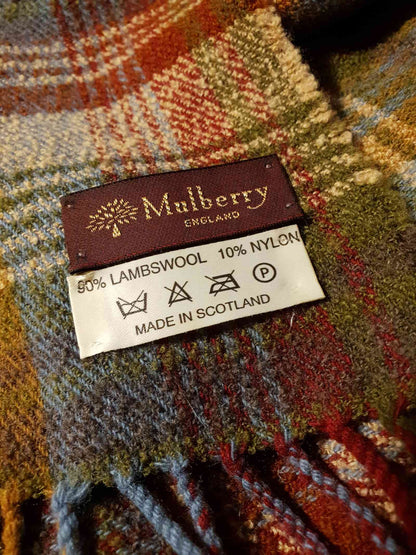 Mulberry
ENGLAND
90% LAMBSWOOL 10% NYLON
P
MADE IN SCOTLAND